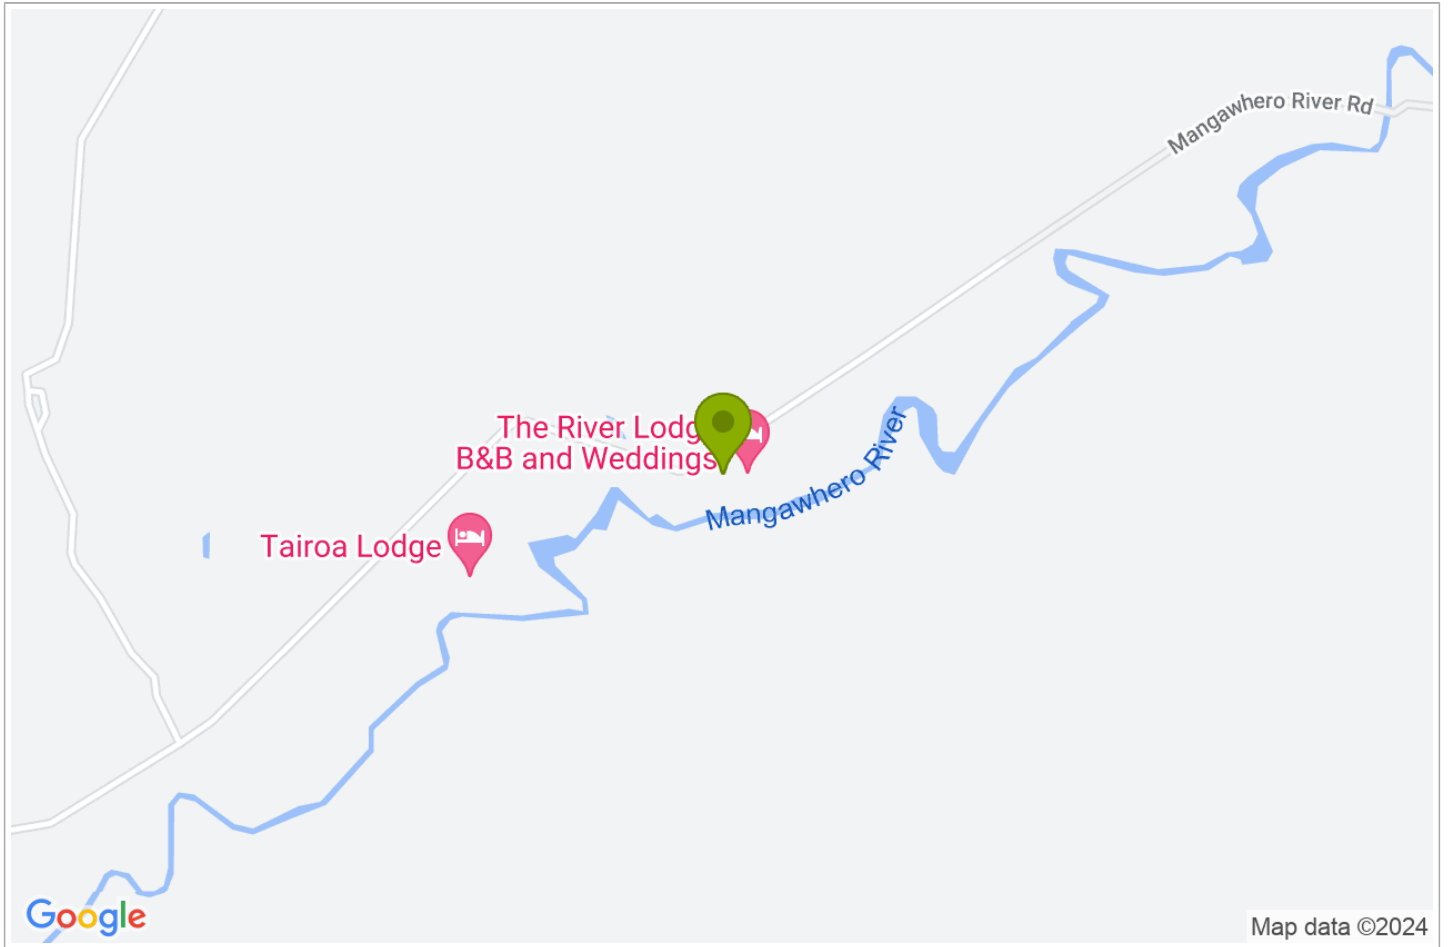 Mangawhero River Rd
The River Lodg
B&B and Weddings
Mangawhero River
Tairoa Lodge
Google
Map data ©2024